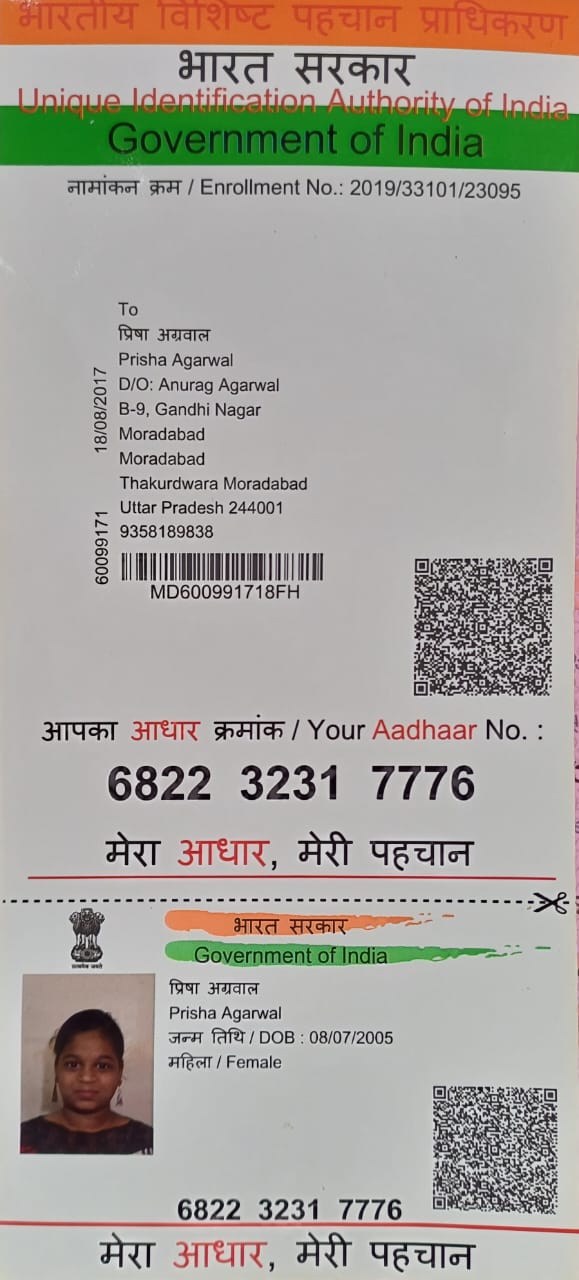 भारतीय विशिष्ट पहचान प्राधिकरण
भारत सरकार
Unique Identification Authority of India
Government of India
नामांकन क्रम / Enrollment No.: 2019/33101/23095
To
प्रिषा अग्रवाल
Prisha Agarwal
D/O: Anurag Agarwal
B-9, Gandhi Nagar
Moradabad
Moradabad
Thakurdwara Moradabad
Uttar Pradesh 244001
9358189838
18/08/2017
60099171
MD600991718FH
आपका आधार क्रमांक / Your Aadhaar No. :
6822 3231 7776
मेरा आधार, मेरी पहचान
सत्यमेव जयते
भारत सरकार
Government of India
प्रिषा अग्रवाल
Prisha Agarwal
जन्म तिथि / DOB : 08/07/2005
महिला / Female
6822 3231 7776
मेरा आधार, मेरी पहचान